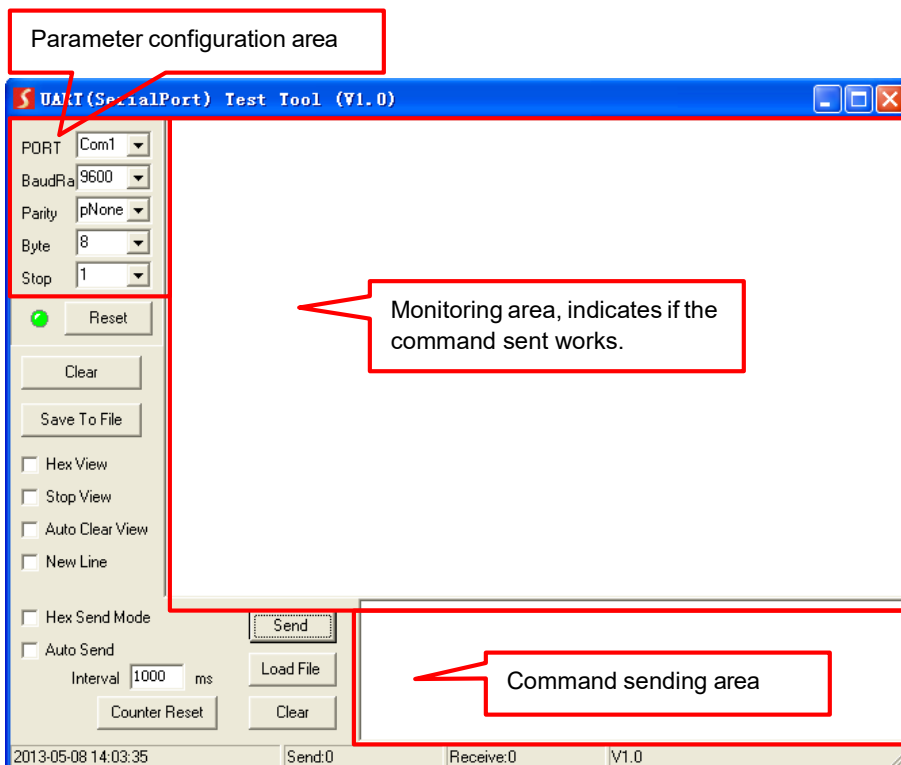 Parameter configuration area
UART(SerialPort) Test Tool (V1.0)
PORT Com1
BaudRa 9600
Parity pNone
Byte 8
Stop 1
Reset
Clear
Save To File
Hex View
Stop View
Auto Clear View
New Line
Monitoring area, indicates if the
command sent works.
Hex Send Mode
Send
Auto Send
Interval 1000 ms
Load File
Counter Reset
Clear
Command sending area
2013-05-08 14:03:35 Send:0 Receive:0 V1.0